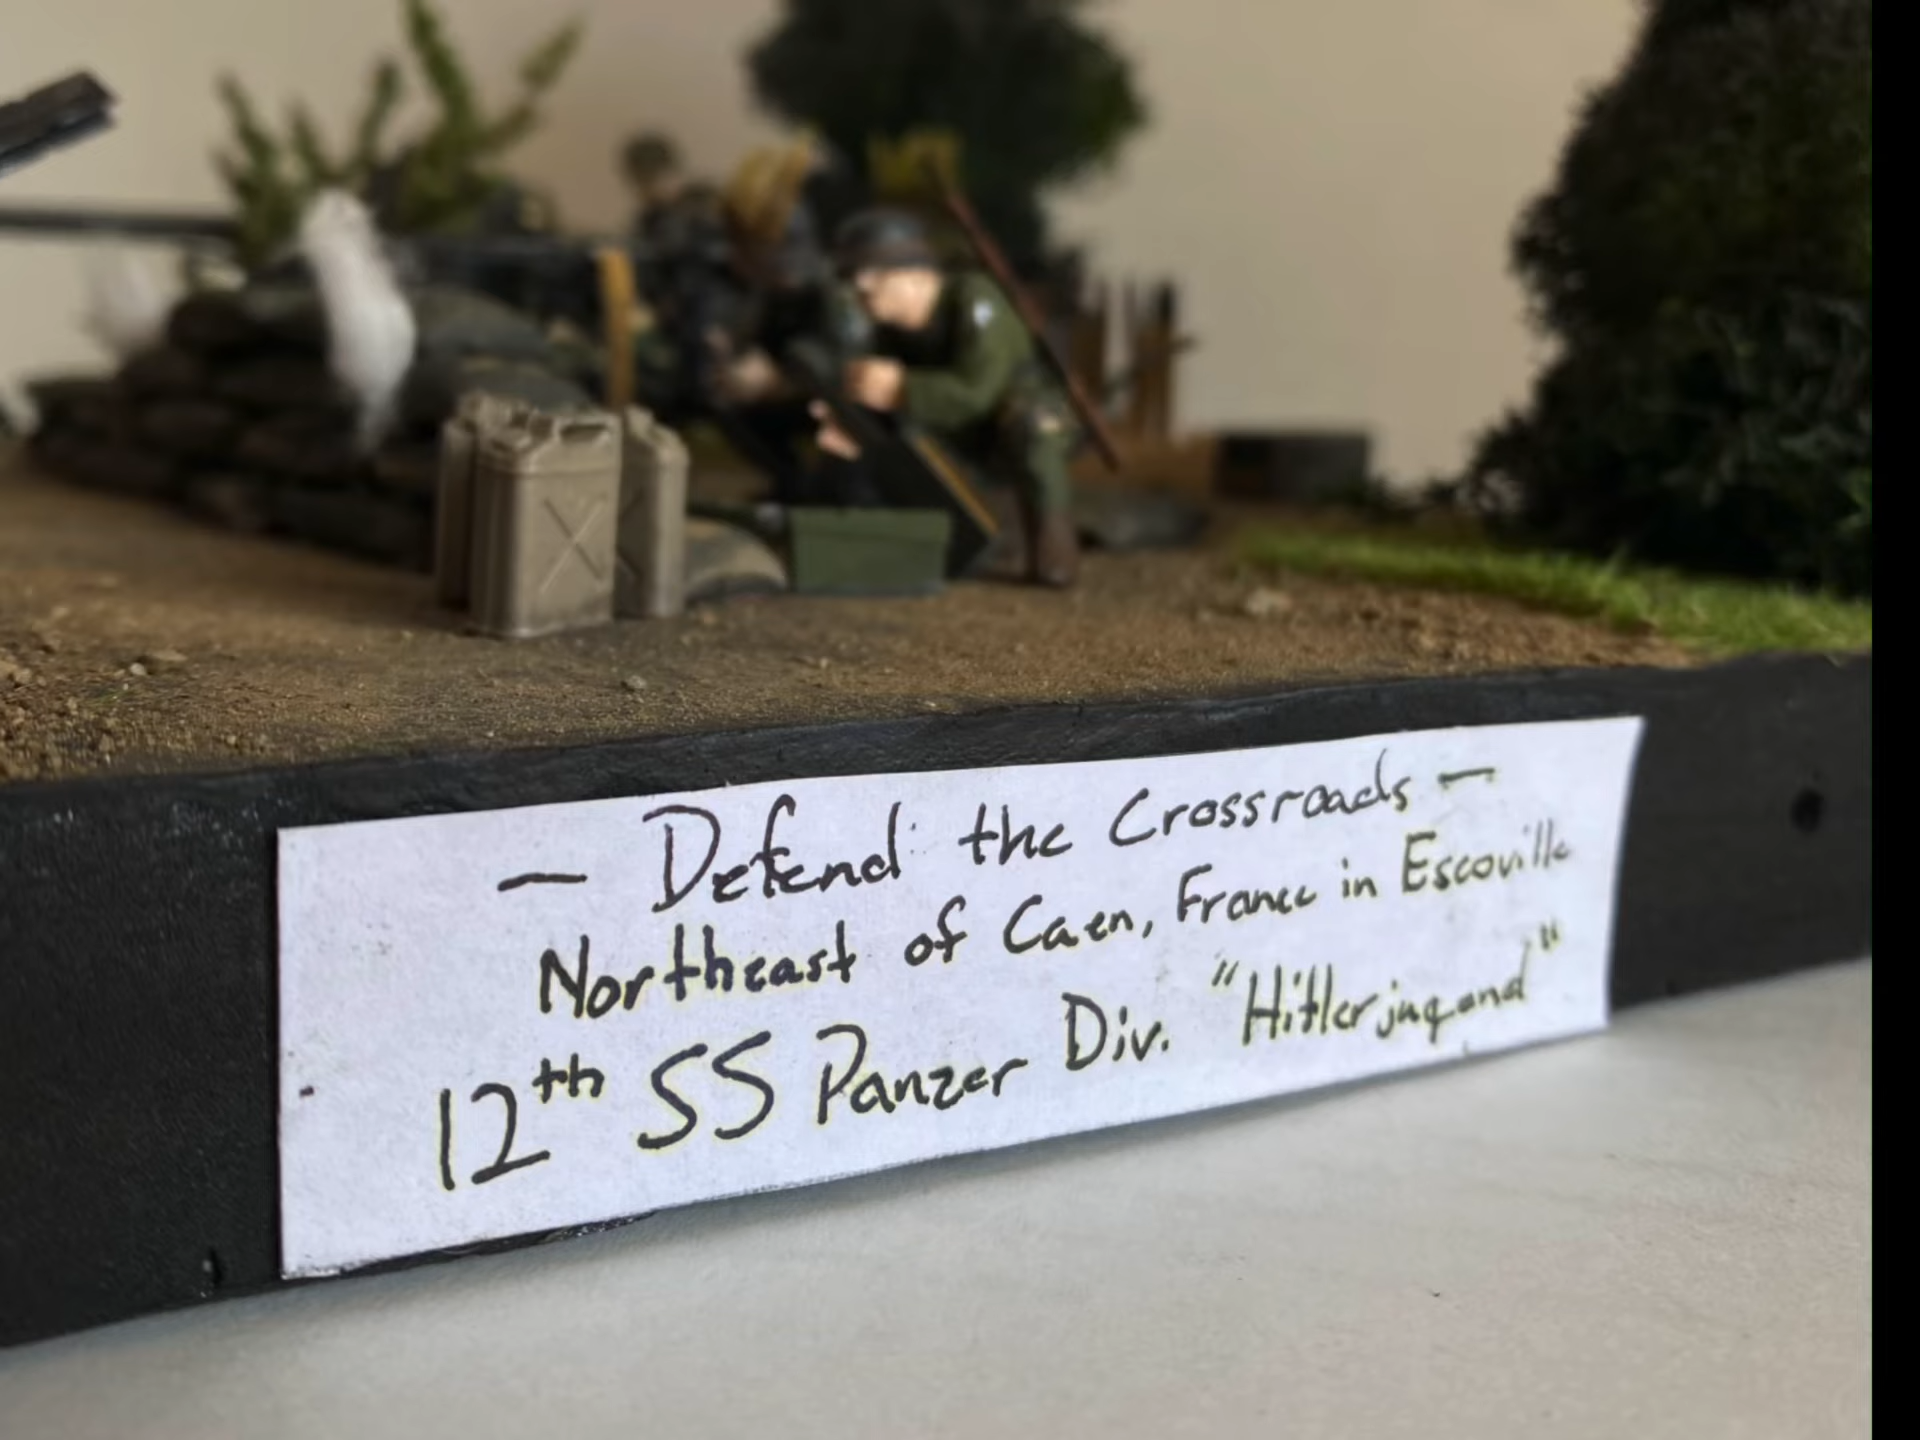 — Defend the Crossroads —
Northeast of Caen, France in Escoville
12th SS Panzer Div. "Hitlerjugend"